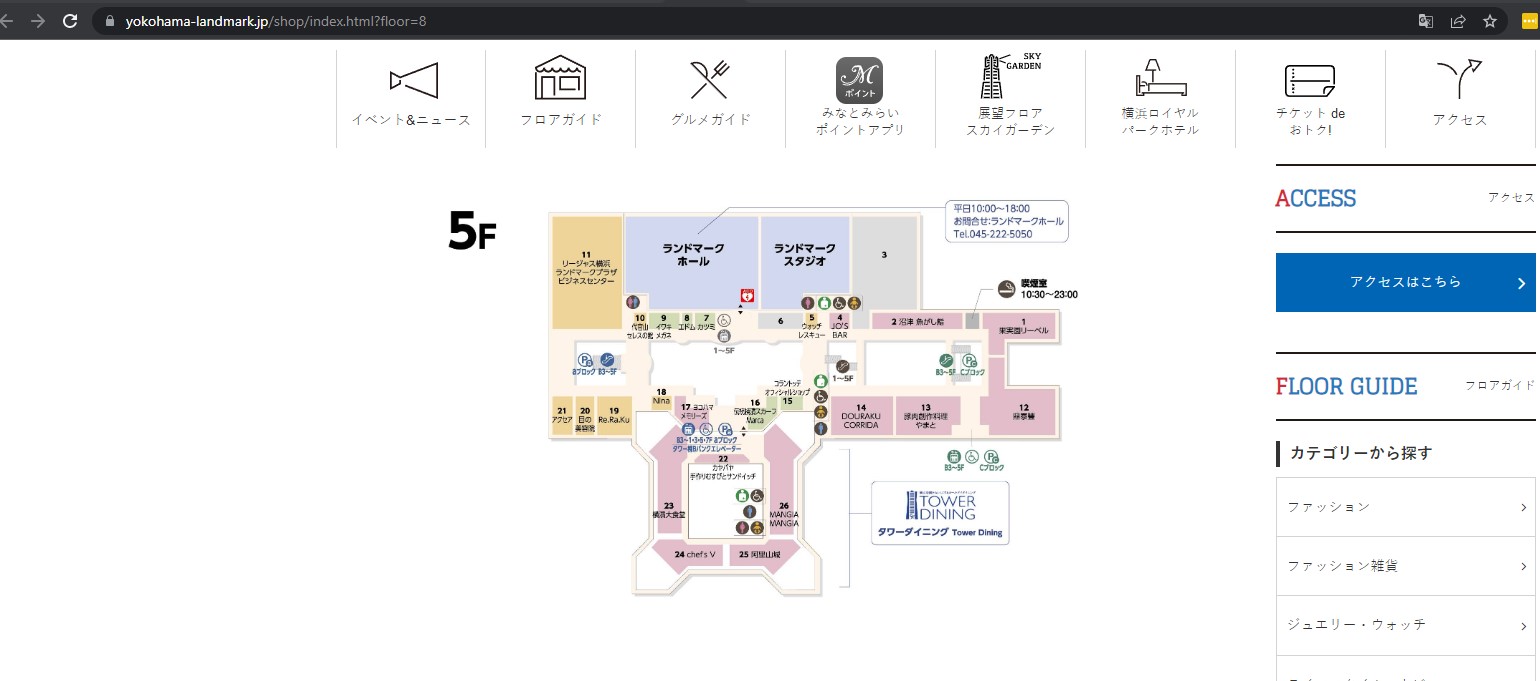 yokohama-landmark.jp/shop/index.html?floor=8
イベント&ニュース
フロアガイド
グルメガイド
M
ポイント
みなとみらい
ポイントアプリ
SKY
GARDEN
展望フロア
スカイガーデン
横浜ロイヤル
パークホテル
チケット de
おトク!
アクセス
5F
平日10:00〜18:00
お問合せ:ランドマークホール
Tel.045-222-5050
11
リージャス横浜
ランドマークプラザ
ビジネスセンター
ランドマーク
ホール
ランドマーク
スタジオ
3
喫煙室
10:30〜23:00
10
代官山
セレスの館
9
イワキ
メガネ
8
エドム
7
カツミ
1〜5F
6
5
ウォッチ
レスキュー
4
JO'S
BAR
2 沼津 魚がし鮨
1
果実園リーベル
Bブロック B3〜5F
1〜5F
B3〜5F Cブロック
コラントッテ
オフィシャルショップ
15
18
Nina
17 ヨコハマ
メモリーズ
16
Marca
21
アクセア
20
目の
美容院
19
Re.Ra.Ku
14
DOURAKU
CORRIDA
13
豚肉創作料理
やまと
12
鼎泰豐
B3〜1・3・5・7F Bブロック
タワー棟Bバンクエレベーター
22
カヤバヤ
手作りむすびとサンドイッチ
23
横濱大食堂
26
MANGIA
MANGIA
24 chef's V
25 阿里山城
B3〜5F Cブロック
TOWER
DINING
タワーダイニング Tower Dining
ACCESS
アクセス
アクセスはこちら
FLOOR GUIDE
フロアガイド
カテゴリーから探す
ファッション
ファッション雑貨
ジュエリー・ウォッチ